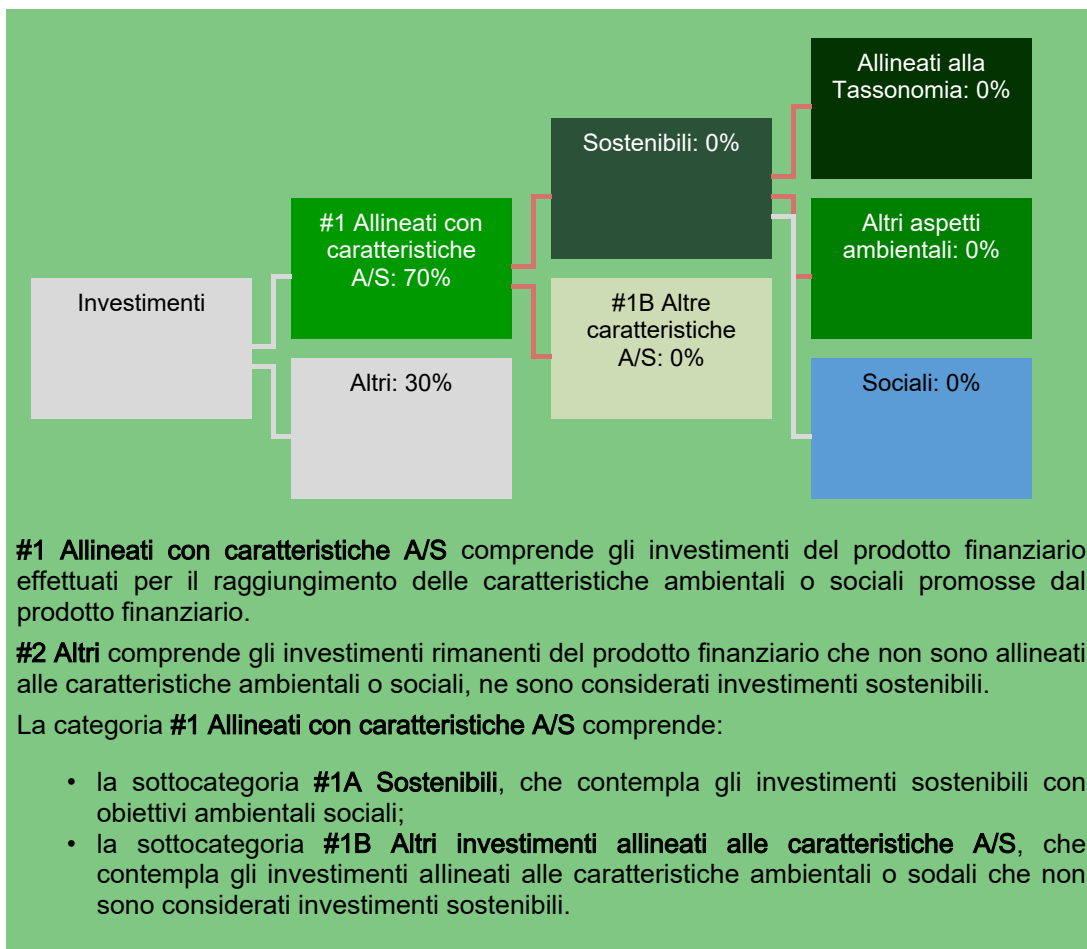 Allineati alla
Tassonomia: 0%
Sostenibili: 0%
#1 Allineati con
caratteristiche
A/S: 70%
Altri aspetti
ambientali: 0%
Investimenti
#1B Altre
caratteristiche
A/S: 0%
Altri: 30%
Sociali: 0%
#1 Allineati con caratteristiche A/S comprende gli investimenti del prodotto finanziario
effettuati per il raggiungimento delle caratteristiche ambientali o sociali promosse dal
prodotto finanziario.
#2 Altri comprende gli investimenti rimanenti del prodotto finanziario che non sono allineati
alle caratteristiche ambientali o sociali, ne sono considerati investimenti sostenibili.
La categoria #1 Allineati con caratteristiche A/S comprende:
• la sottocategoria #1A Sostenibili, che contempla gli investimenti sostenibili con
obiettivi ambientali sociali;
• la sottocategoria #1B Altri investimenti allineati alle caratteristiche A/S, che
contempla gli investimenti allineati alle caratteristiche ambientali o sodali che non
sono considerati investimenti sostenibili.